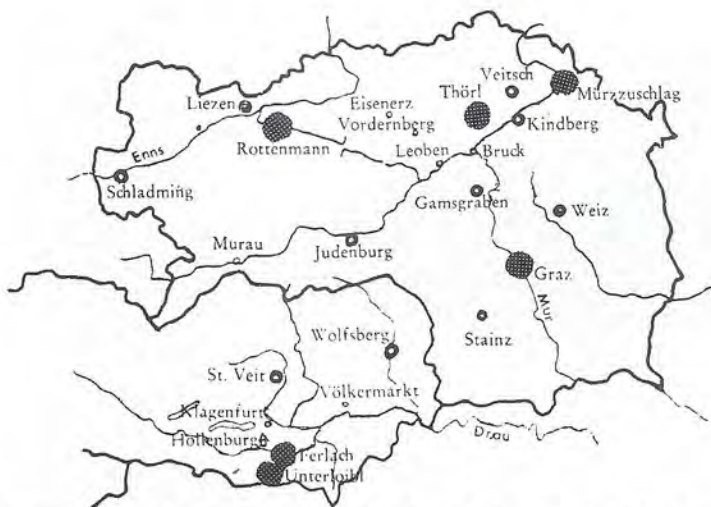 Veitsch
Mürzzuschlag
Thörl
Liezen
Eisenerz
Vordernberg
Kindberg
Rottenmann
Enns
Leoben
Bruck
Schladming
Gamsgraben
Weiz
Murau
Judenburg
Graz
Mur
Stainz
Wolfsberg
St. Veit
Völkermarkt
Klagenfurt
Hollenburg
Drau
Ferlach
Unterloibl